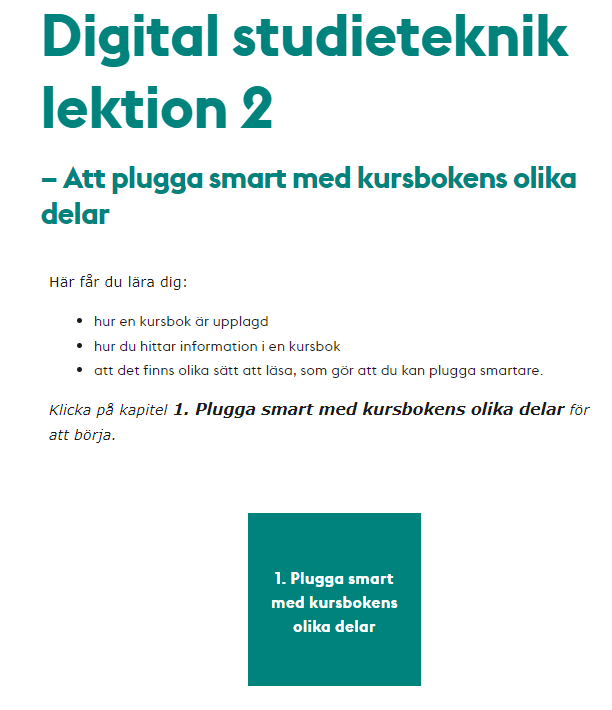 Digital studieteknik
lektion 2
– Att plugga smart med kursbokens olika
delar
Här får du lära dig:
• hur en kursbok är upplagd
• hur du hittar information i en kursbok
• att det finns olika sätt att läsa, som gör att du kan plugga smartare.
Klicka på kapitel 1. Plugga smart med kursbokens olika delar för
att börja.
1. Plugga smart
med kursbokens
olika delar